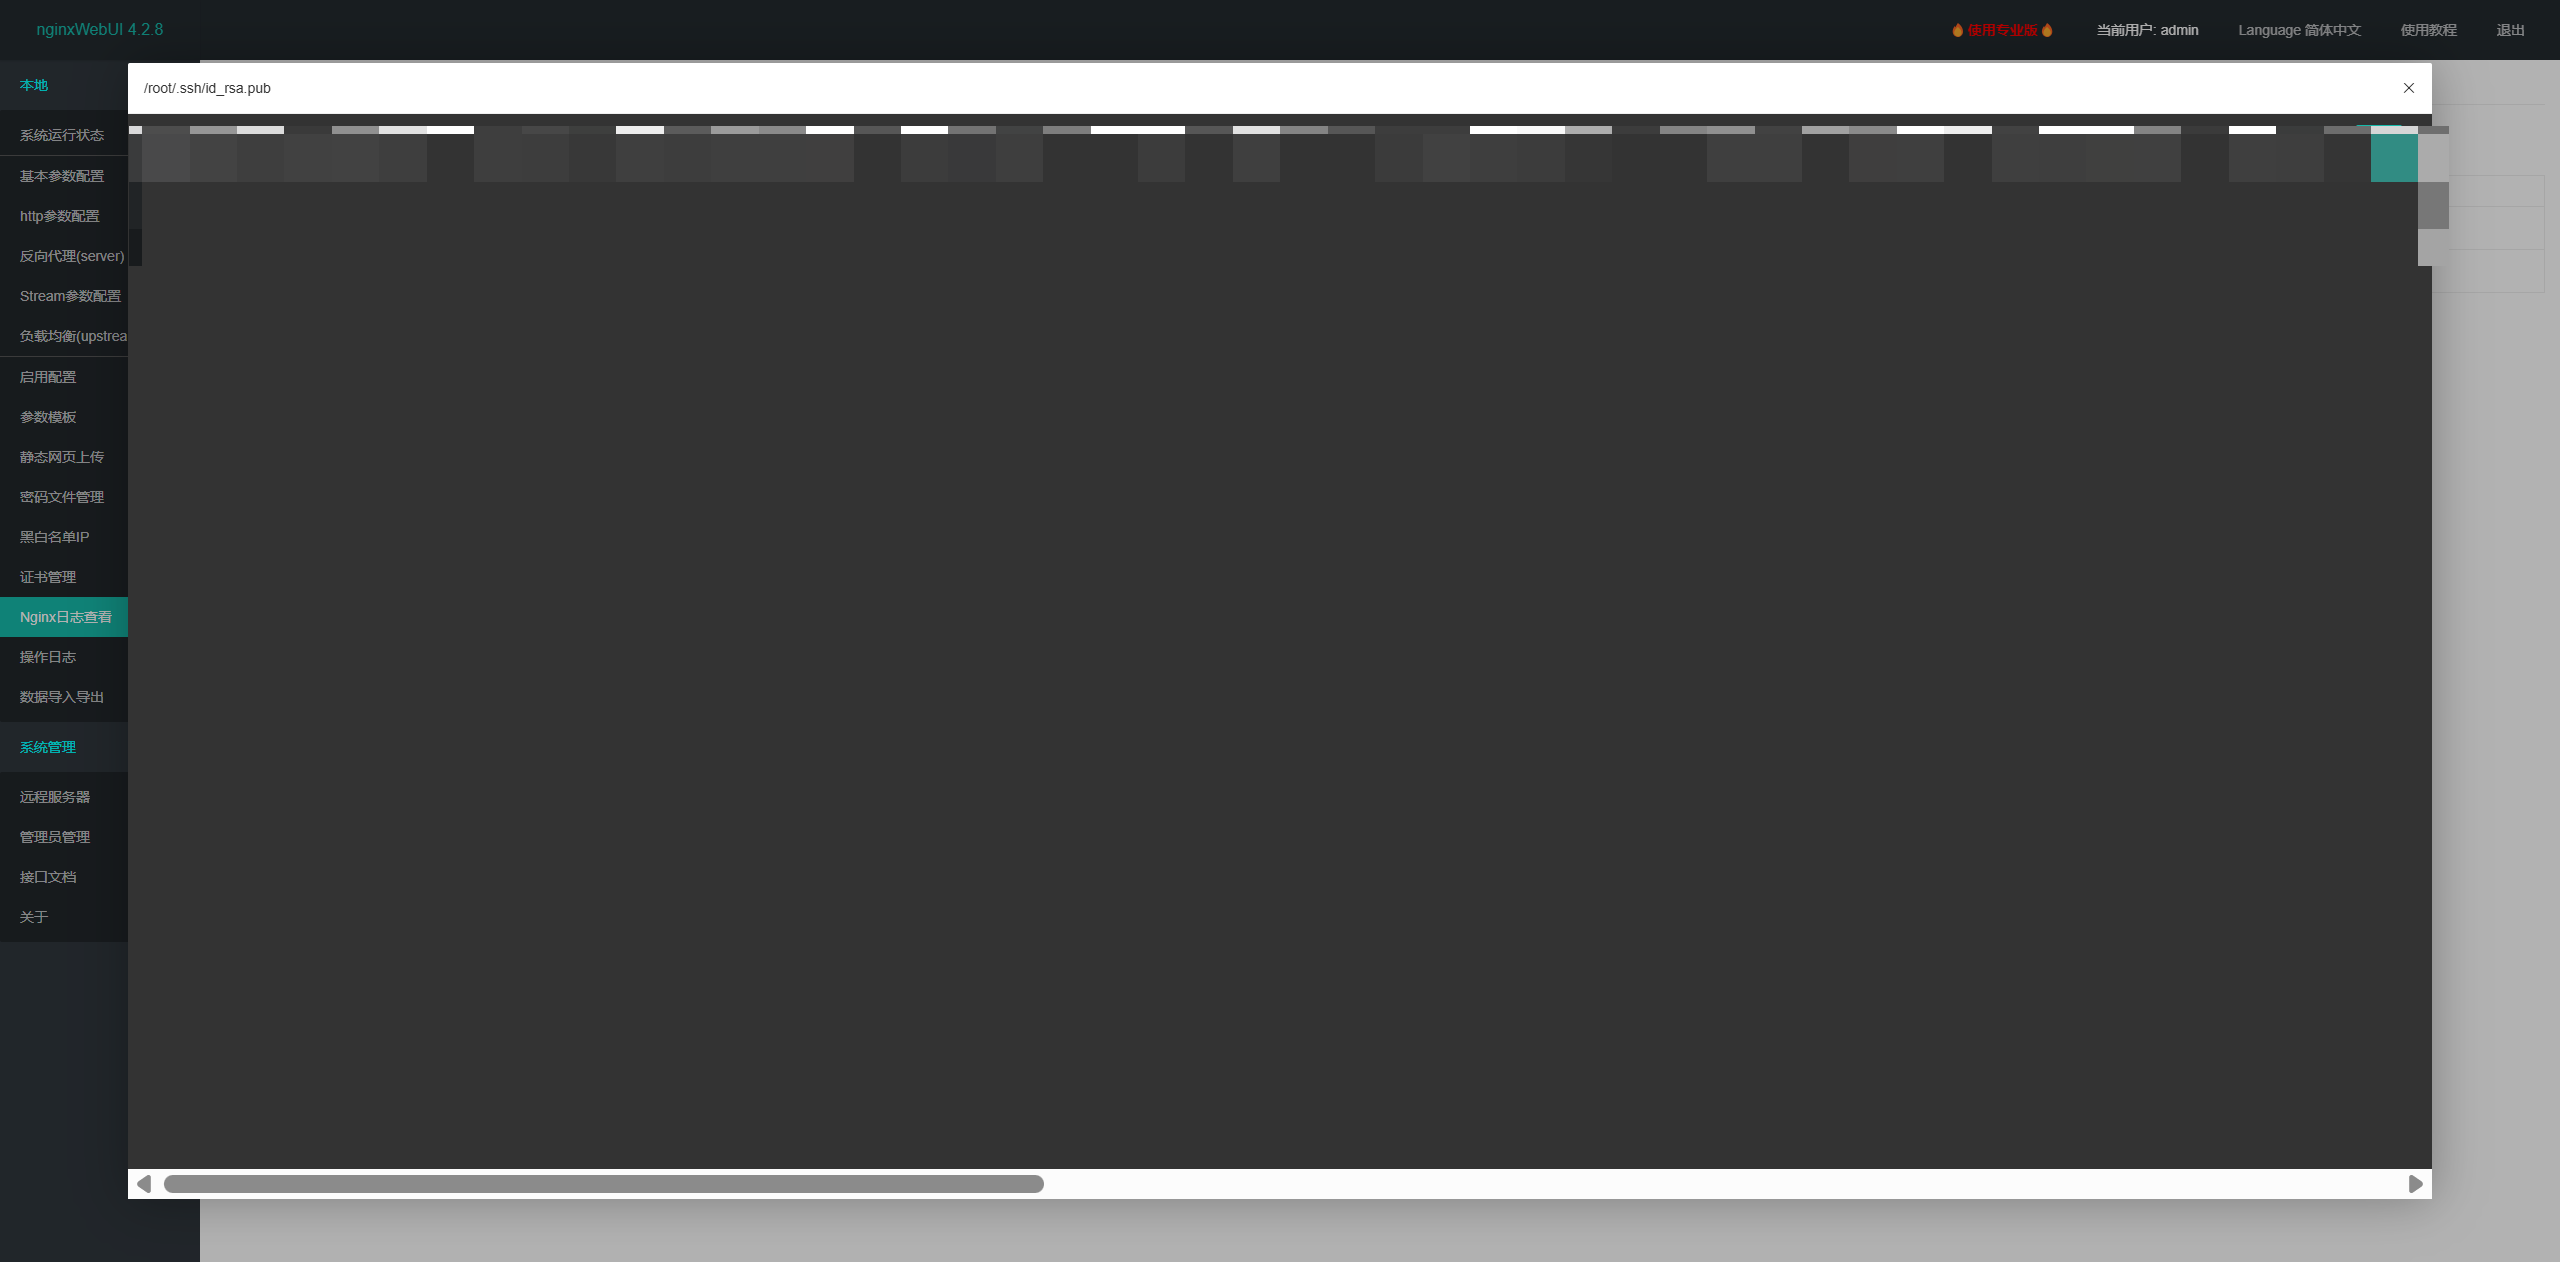 nginxWebUI 4.2.8
使用专业版
当前用户: admin
Language 简体中文
使用教程
退出
本地
/root/.ssh/id_rsa.pub
系统运行状态
基本参数配置
http参数配置
反向代理(server)
Stream参数配置
负载均衡(upstrea
启用配置
参数模板
静态网页上传
密码文件管理
黑白名单IP
证书管理
Nginx日志查看
操作日志
数据导入导出
系统管理
远程服务器
管理员管理
接口文档
关于